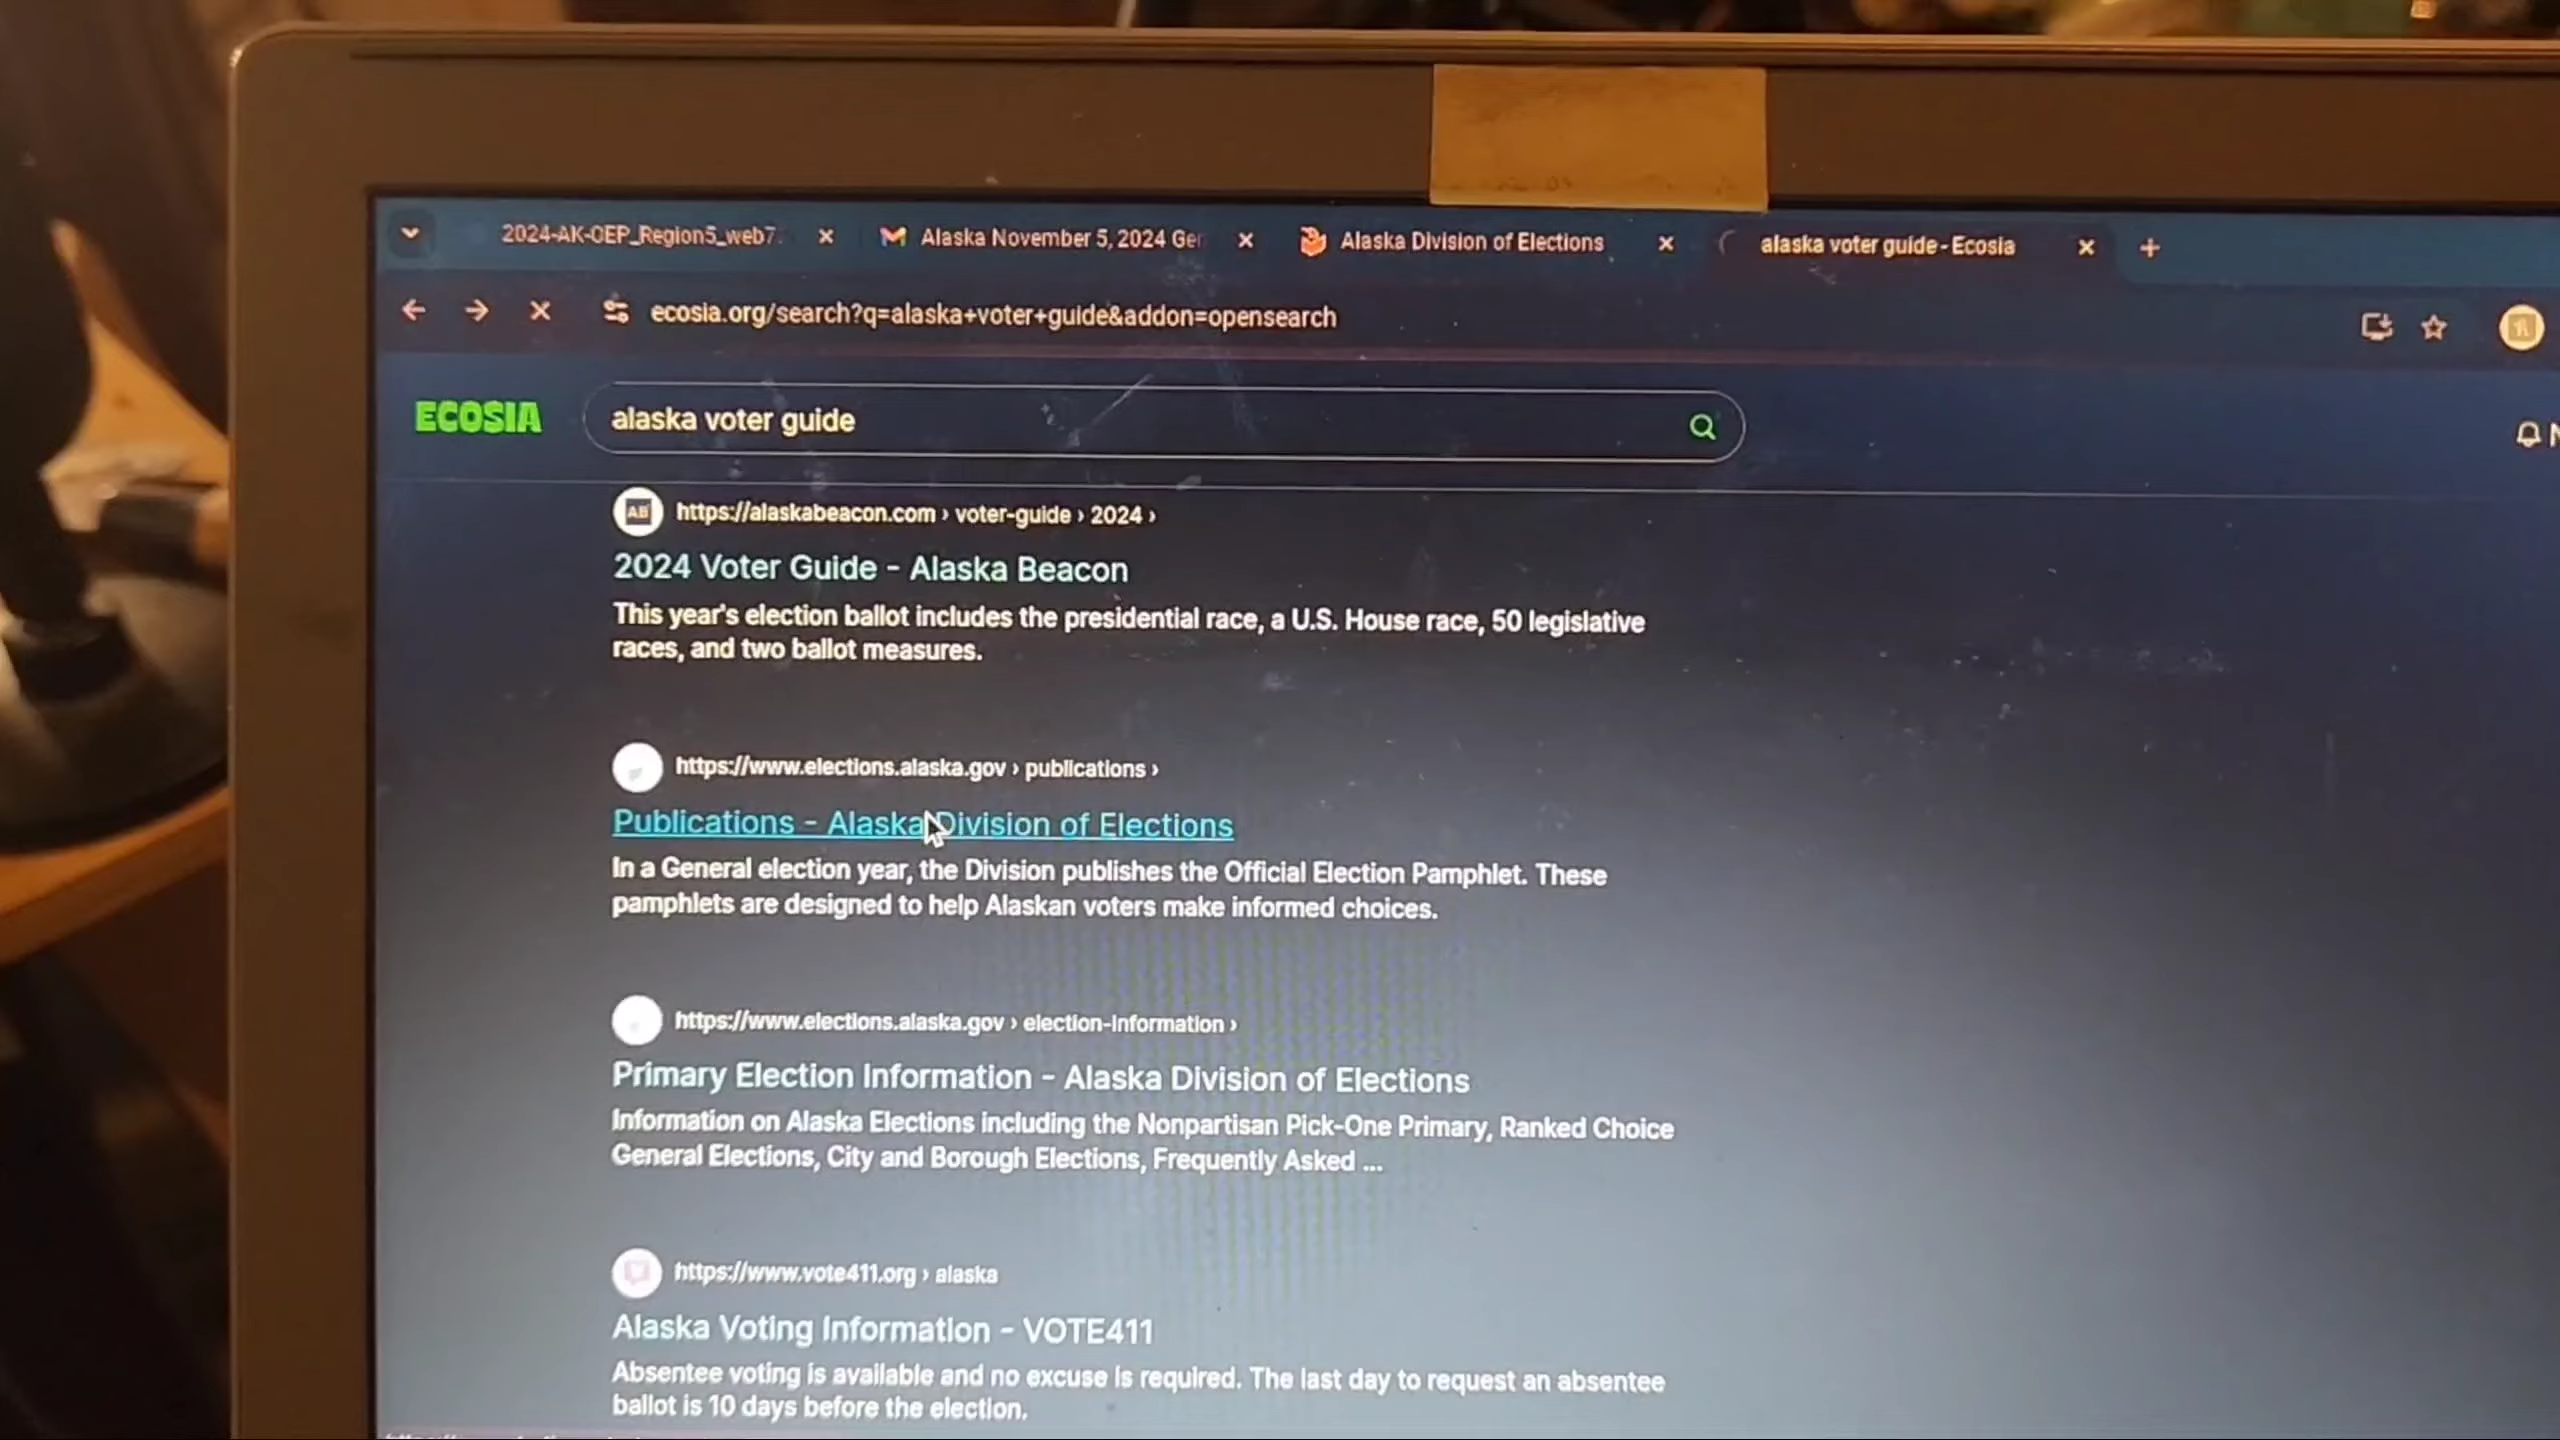 2024-AK-OEP_Region5_web7.
Alaska November 5, 2024 Ger
Alaska Division of Elections
alaska voter guide - Ecosia
ecosia.org/search?q=alaska+voter+guide&addon=opensearch
ECOSIA
alaska voter guide
AB
https://alaskabeacon.com › voter-guide › 2024 ›
2024 Voter Guide - Alaska Beacon
This year's election ballot includes the presidential race, a U.S. House race, 50 legislative
races, and two ballot measures.
https://www.elections.alaska.gov › publications ›
Publications - Alaska Division of Elections
In a General election year, the Division publishes the Official Election Pamphlet. These
pamphlets are designed to help Alaskan voters make informed choices.
https://www.elections.alaska.gov › election-information ›
Primary Election Information - Alaska Division of Elections
Information on Alaska Elections including the Nonpartisan Pick-One Primary, Ranked Choice
General Elections, City and Borough Elections, Frequently Asked ...
https://www.vote411.org › alaska
Alaska Voting Information - VOTE411
Absentee voting is available and no excuse is required. The last day to request an absentee
ballot is 10 days before the election.